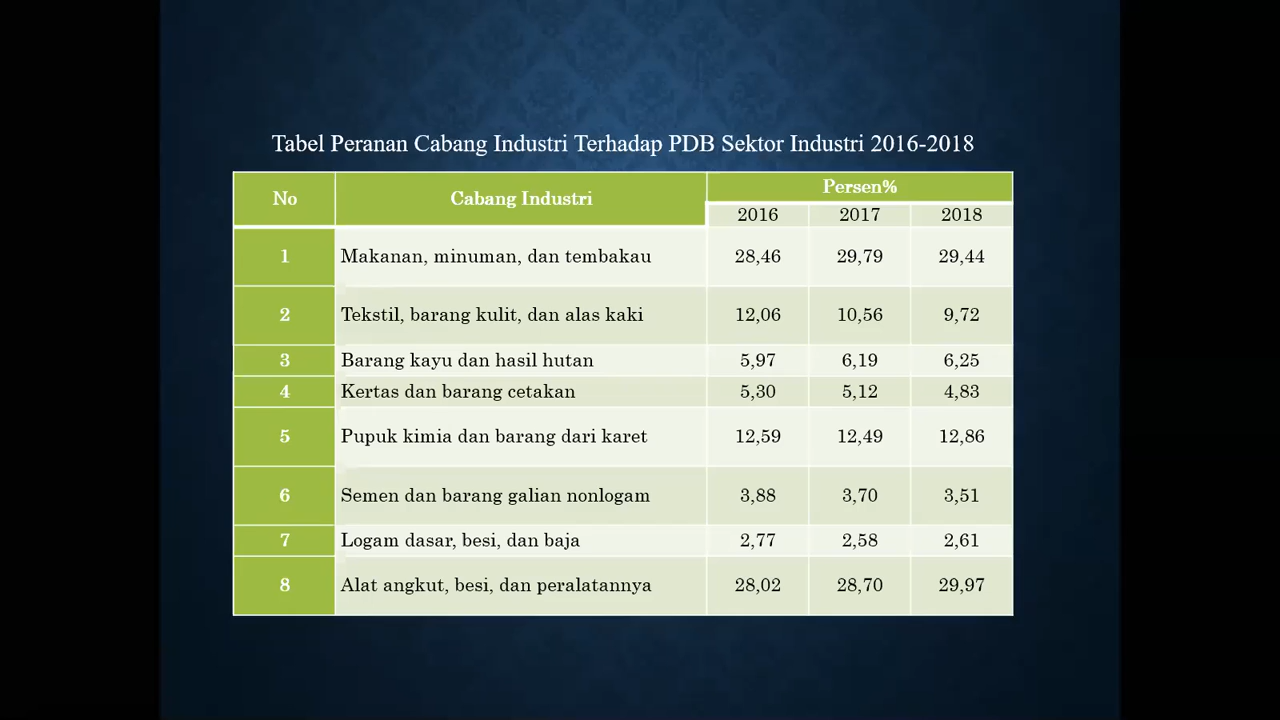 Tabel Peranan Cabang Industri Terhadap PDB Sektor Industri 2016-2018
No Cabang Industri Persen%
2016 2017 2018
1 Makanan, minuman, dan tembakau 28,46 29,79 29,44
2 Tekstil, barang kulit, dan alas kaki 12,06 10,56 9,72
3 Barang kayu dan hasil hutan 5,97 6,19 6,25
4 Kertas dan barang cetakan 5,30 5,12 4,83
5 Pupuk kimia dan barang dari karet 12,59 12,49 12,86
6 Semen dan barang galian nonlogam 3,88 3,70 3,51
7 Logam dasar, besi, dan baja 2,77 2,58 2,61
8 Alat angkut, besi, dan peralatannya 28,02 28,70 29,97